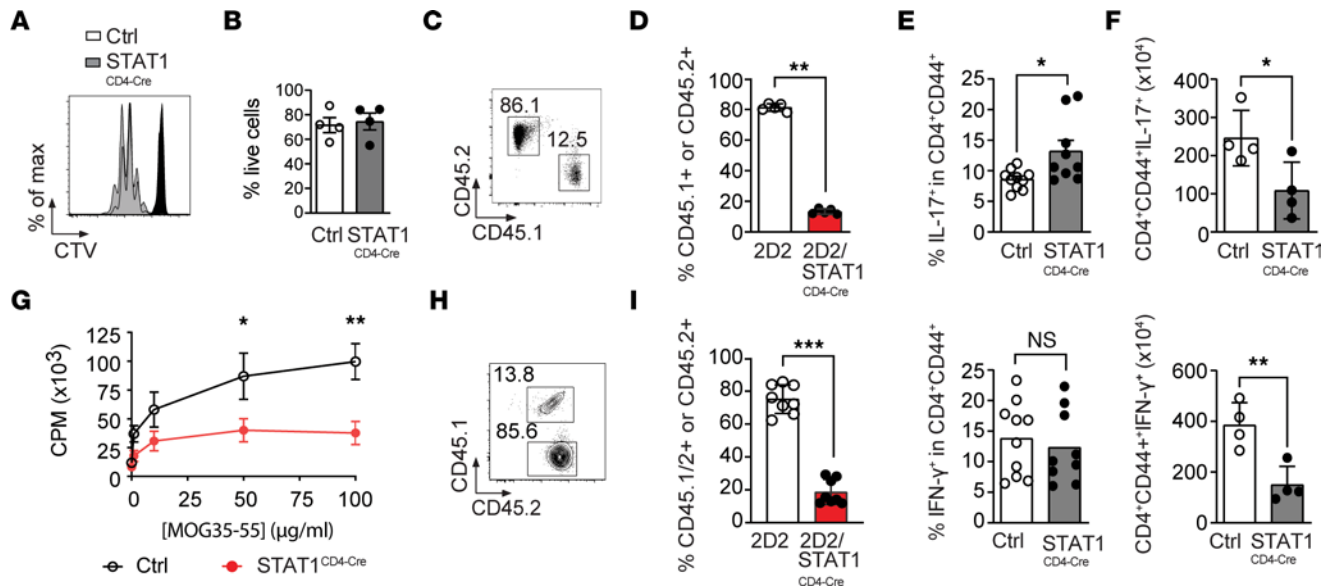 A
Ctrl
STAT1
CD4-Cre
% of max
CTV
B
% live cells
100
80
60
40
20
0
Ctrl STAT1
CD4-Cre
C
86.1
12.5
CD45.2
CD45.1
D
% CD45.1+ or CD45.2+
**
100
80
60
40
20
0
2D2
2D2/
STAT1
CD4-Cre
E
% IL-17⁺ in CD4⁺CD44⁺
*
25
20
15
10
5
0
Ctrl
STAT1
CD4-Cre
F
CD4⁺CD44⁺IL-17⁺ (x10⁴)
*
400
300
200
100
0
Ctrl
STAT1
CD4-Cre
G
CPM (x10³)
125
100
75
50
25
0
*
**
0
50
100
[MOG35-55] (µg/ml)
Ctrl
STAT1 CD4-Cre
H
13.8
85.6
CD45.1
CD45.2
I
% CD45.1/2+ or CD45.2+
***
100
80
60
40
20
0
2D2
2D2/
STAT1
CD4-Cre
% IFN-γ⁺ in CD4⁺CD44⁺
NS
25
20
15
10
5
0
Ctrl
STAT1
CD4-Cre
CD4⁺CD44+⁺IFN-γ⁺ (x10⁴)
**
600
400
200
0
Ctrl
STAT1
CD4-Cre